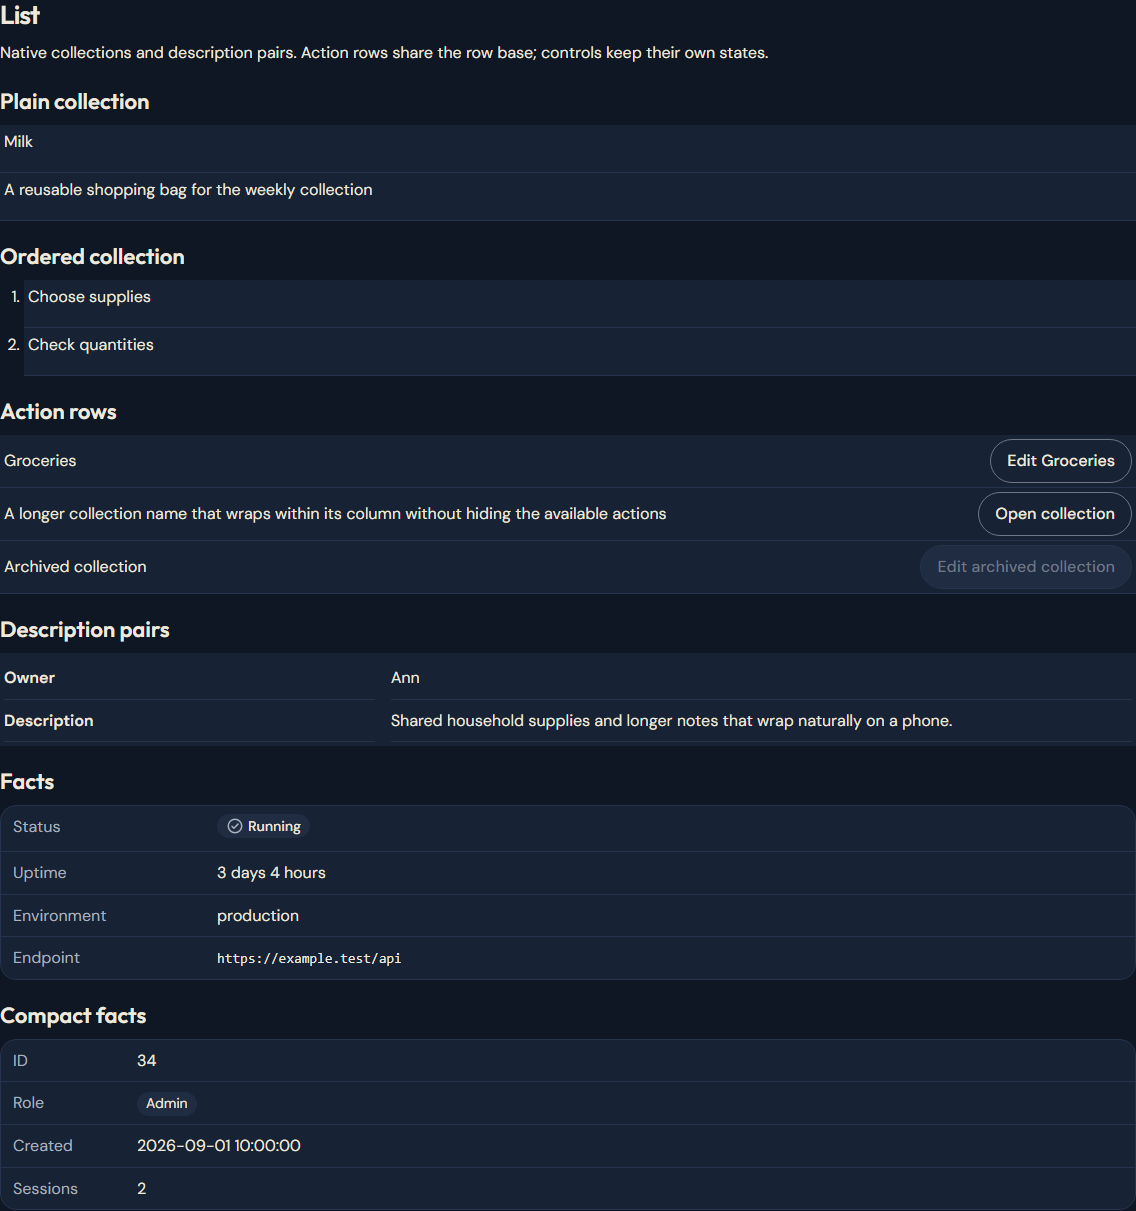 List
Native collections and description pairs. Action rows share the row base; controls keep their own states.
Plain collection
Milk
A reusable shopping bag for the weekly collection
Ordered collection
1. Choose supplies
2. Check quantities
Action rows
Groceries
Edit Groceries
A longer collection name that wraps within its column without hiding the available actions
Open collection
Archived collection
Edit archived collection
Description pairs
Owner
Ann
Description
Shared household supplies and longer notes that wrap naturally on a phone.
Facts
Status
Running
Uptime
3 days 4 hours
Environment
production
Endpoint
https://example.test/api
Compact facts
ID
34
Role
Admin
Created
2026-09-01 10:00:00
Sessions
2